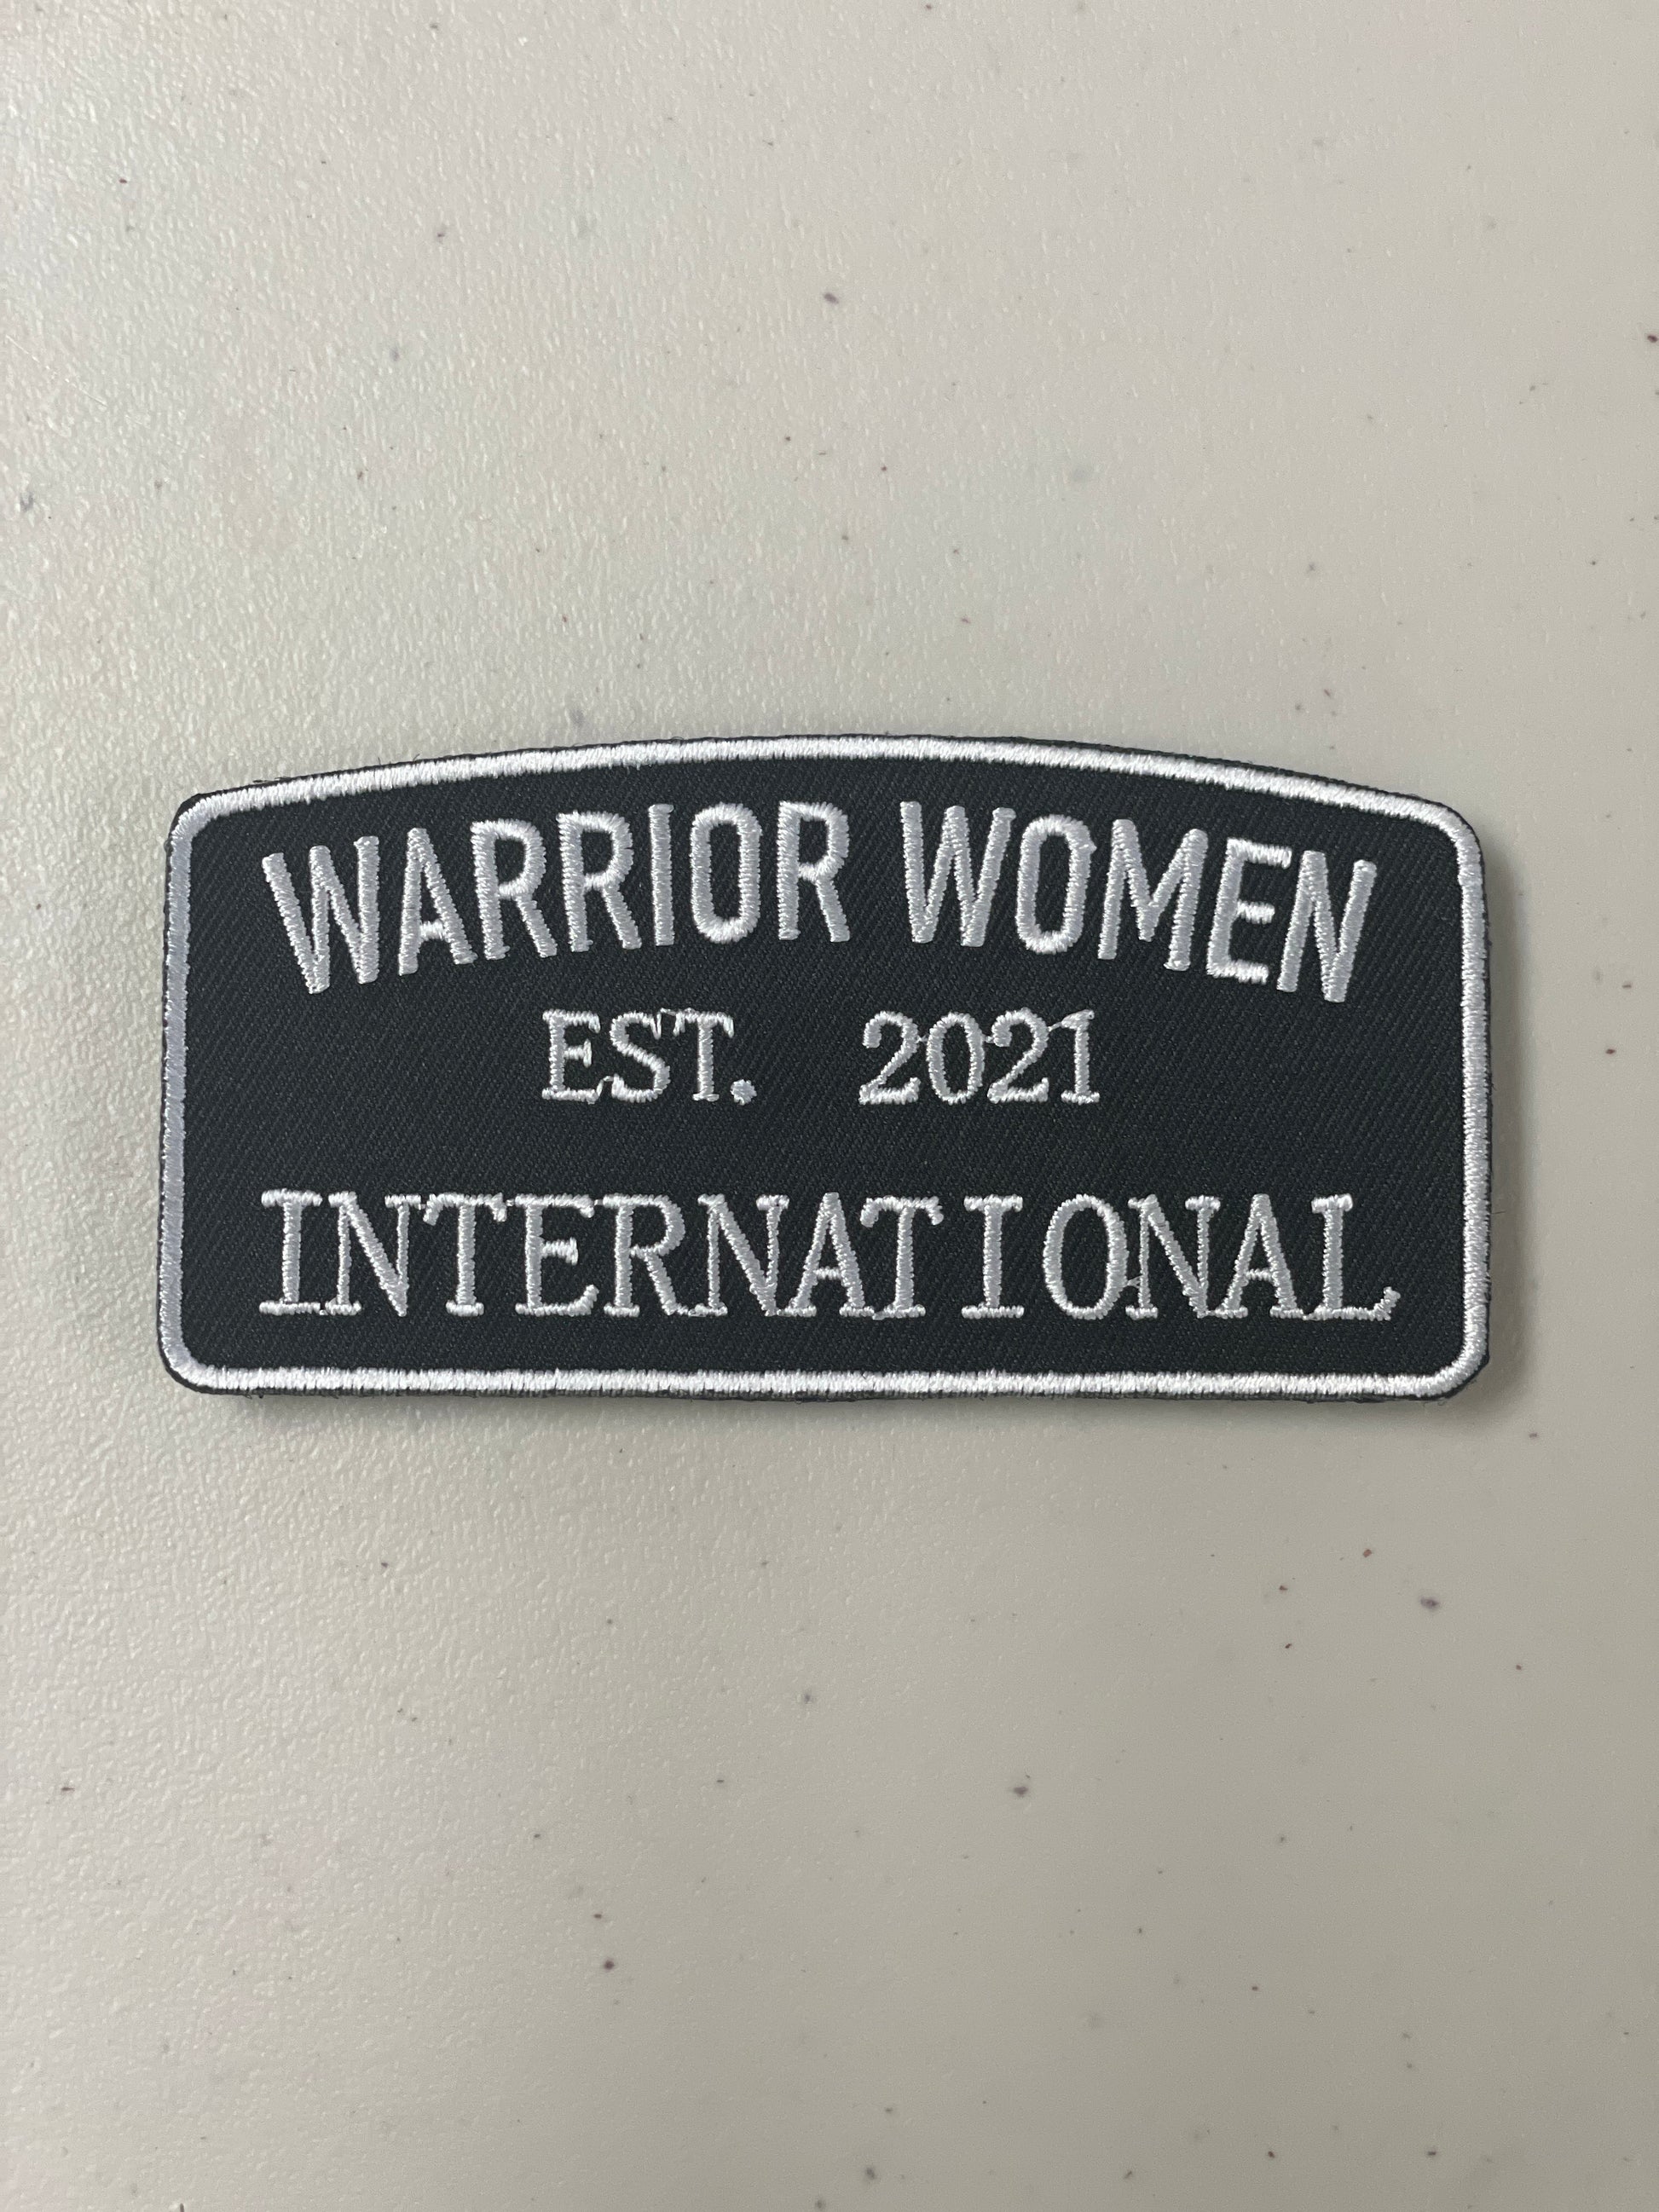 WARRIOR WOMEN
EST. 2021
INTERNATIONAL